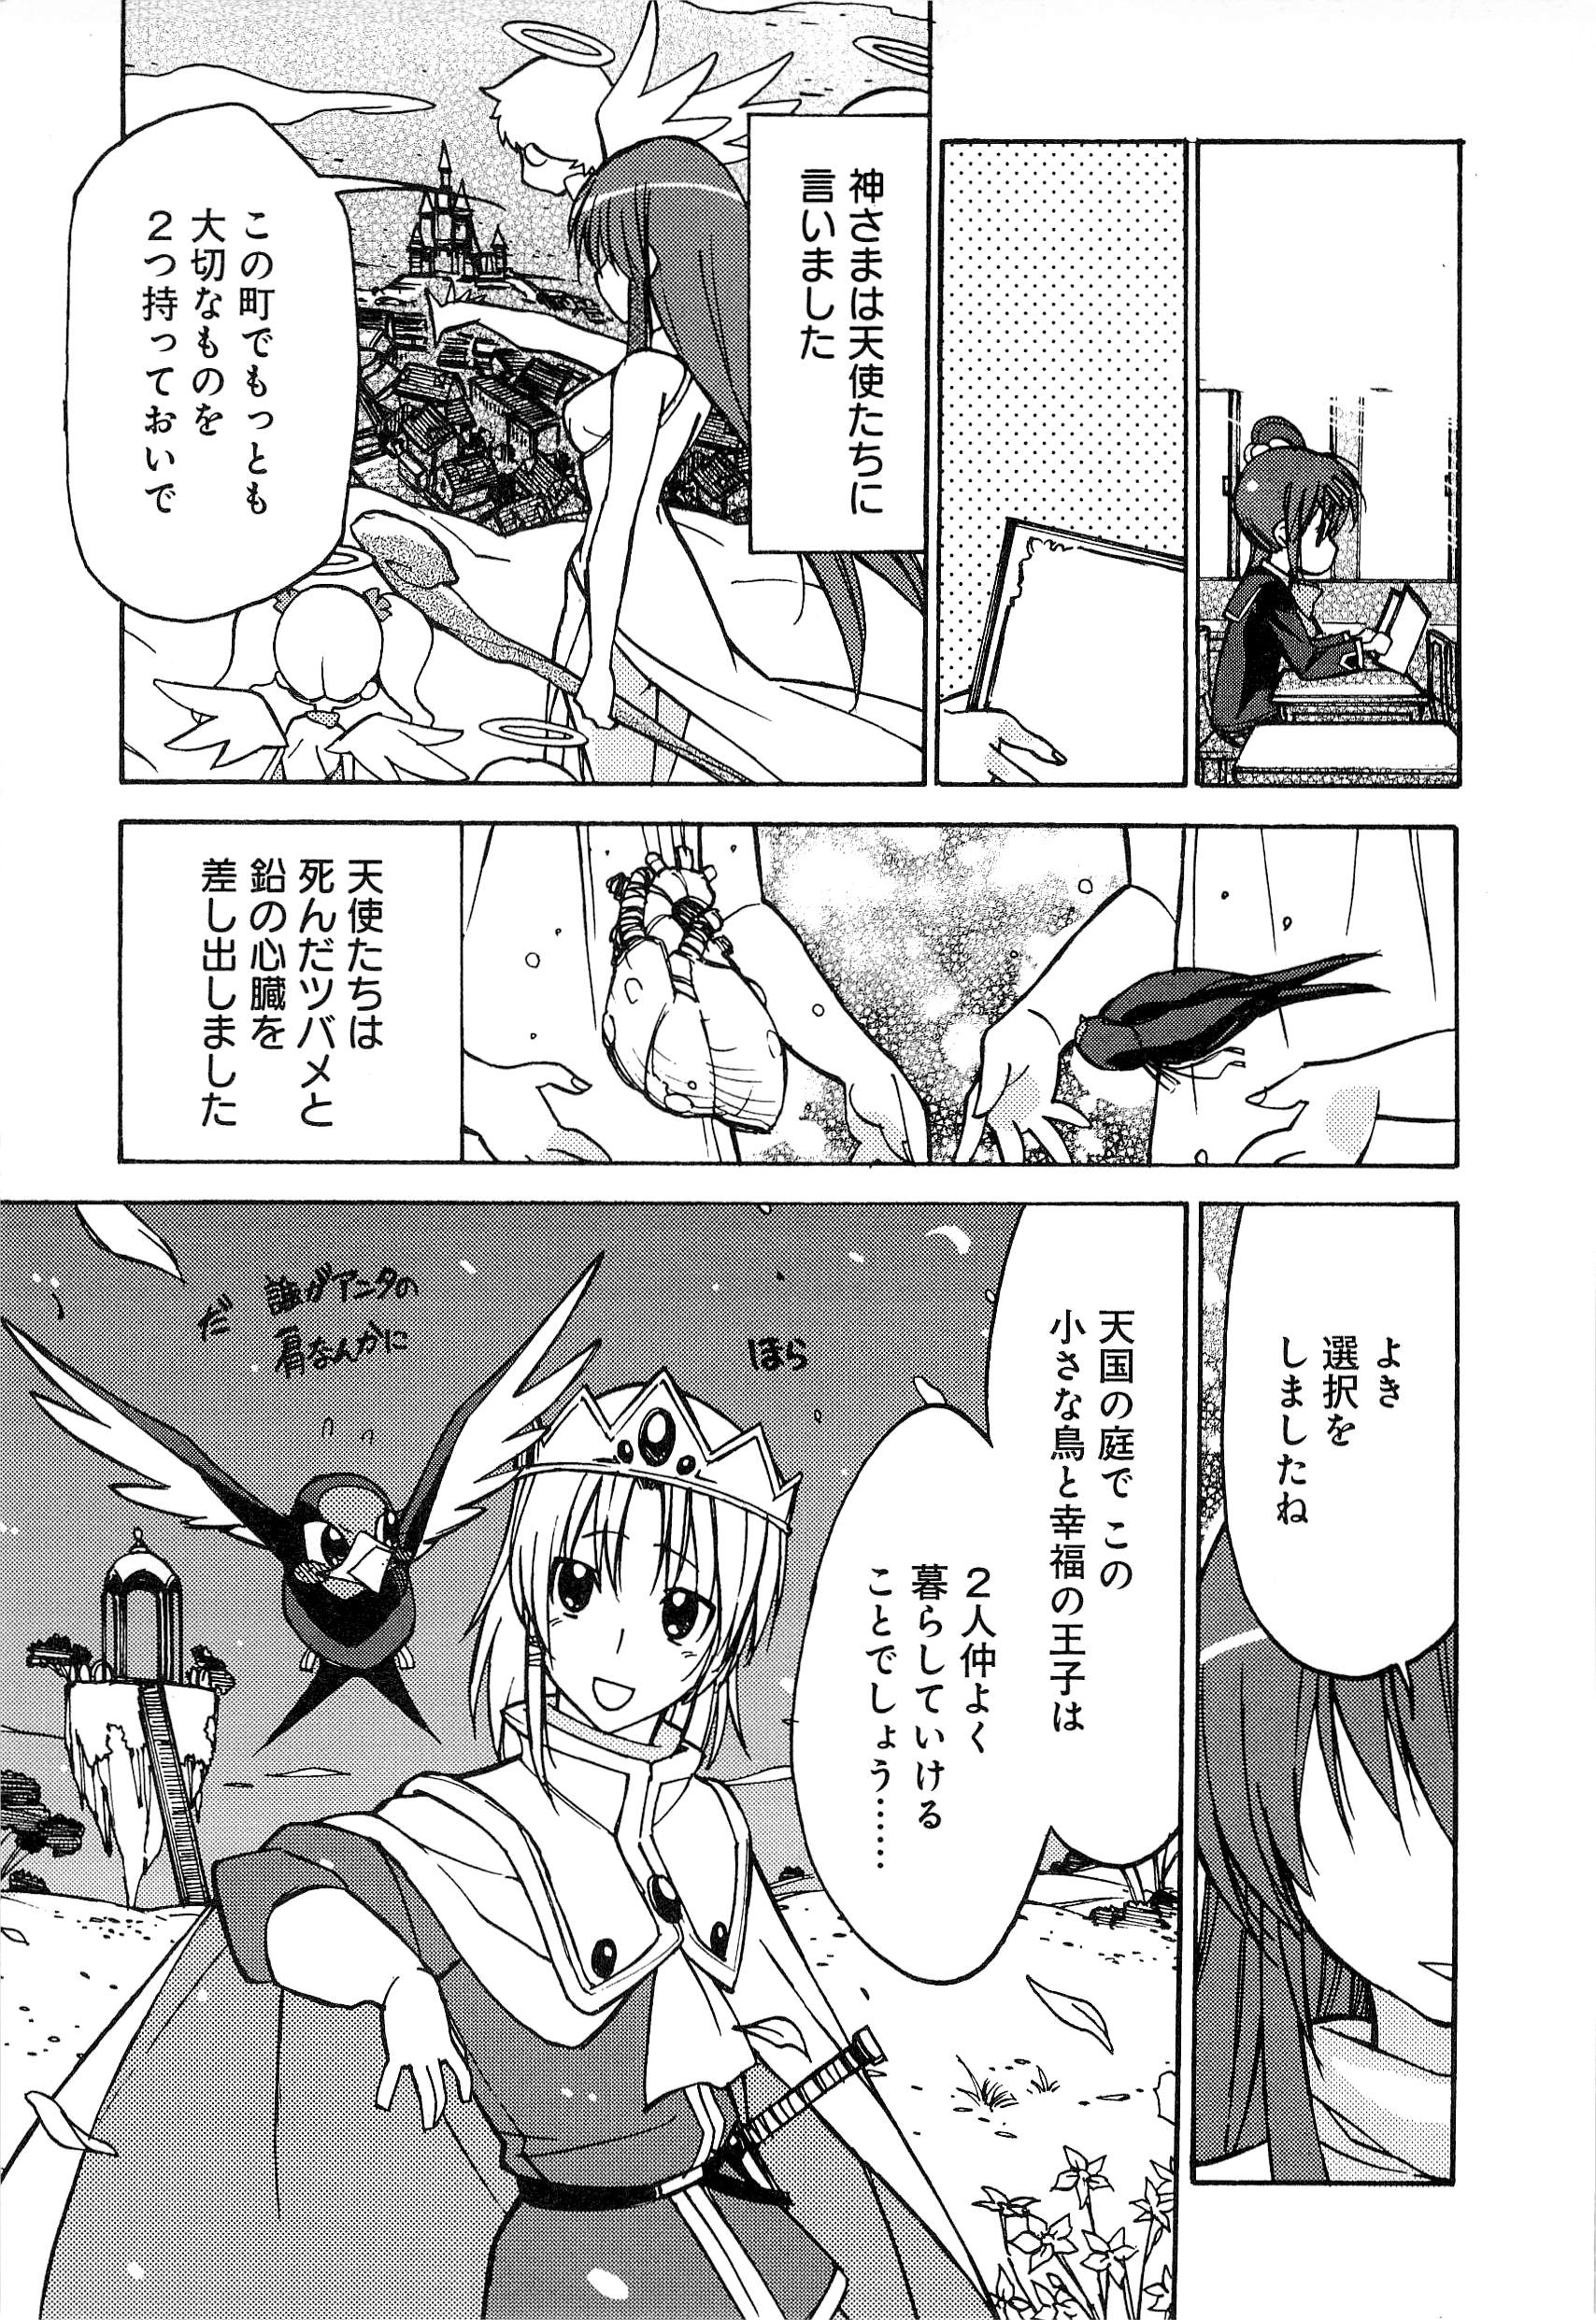 神さまは天使たちに
言いました
この町でもっとも
大切なものを
２つ持っておいで
天使たちは
死んだツバメと
鉛の心臓を
差し出しました
よき
選択を
しましたね
天国の庭で この
小さな鳥と幸福の王子は
２人仲よく
暮らしていける
ことでしょう……
ほら
誰がアニタの
肩なんかに
だ